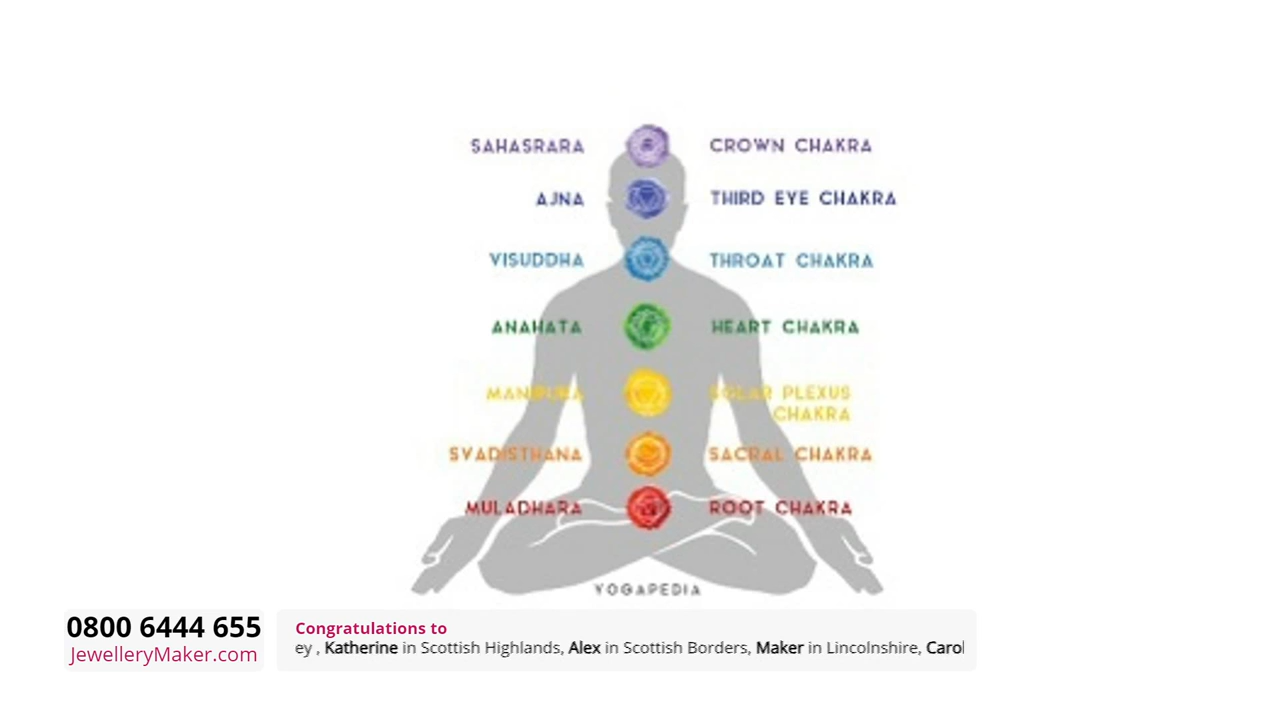 SAHASRARA CROWN CHAKRA
AJNA THIRD EYE CHAKRA
VISUDDHA THROAT CHAKRA
ANAHATA HEART CHAKRA
MANIPURA SOLAR PLEXUS
CHAKRA
SVADISTHANA SACRAL CHAKRA
MULADHARA ROOT CHAKRA
YOGAPEDIA
0800 6444 655
JewelleryMaker.com
Congratulations to
ey , Katherine in Scottish Highlands, Alex in Scottish Borders, Maker in Lincolnshire, Carol